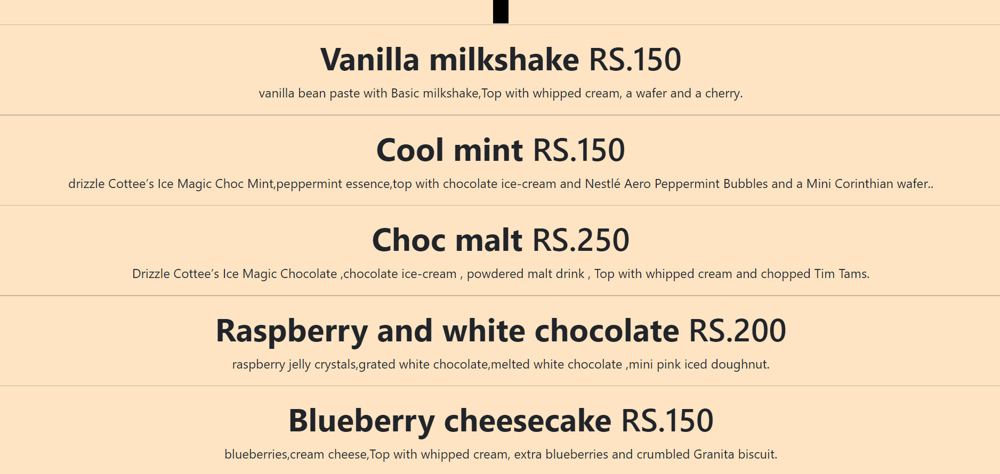 Vanilla milkshake RS.150
vanilla bean paste with Basic milkshake,Top with whipped cream, a wafer and a cherry.
Cool mint RS.150
drizzle Cottee’s Ice Magic Choc Mint,peppermint essence,top with chocolate ice-cream and Nestlé Aero Peppermint Bubbles and a Mini Corinthian wafer..
Choc malt RS.250
Drizzle Cottee’s Ice Magic Chocolate ,chocolate ice-cream , powdered malt drink , Top with whipped cream and chopped Tim Tams.
Raspberry and white chocolate RS.200
raspberry jelly crystals,grated white chocolate,melted white chocolate ,mini pink iced doughnut.
Blueberry cheesecake RS.150
blueberries,cream cheese,Top with whipped cream, extra blueberries and crumbled Granita biscuit.